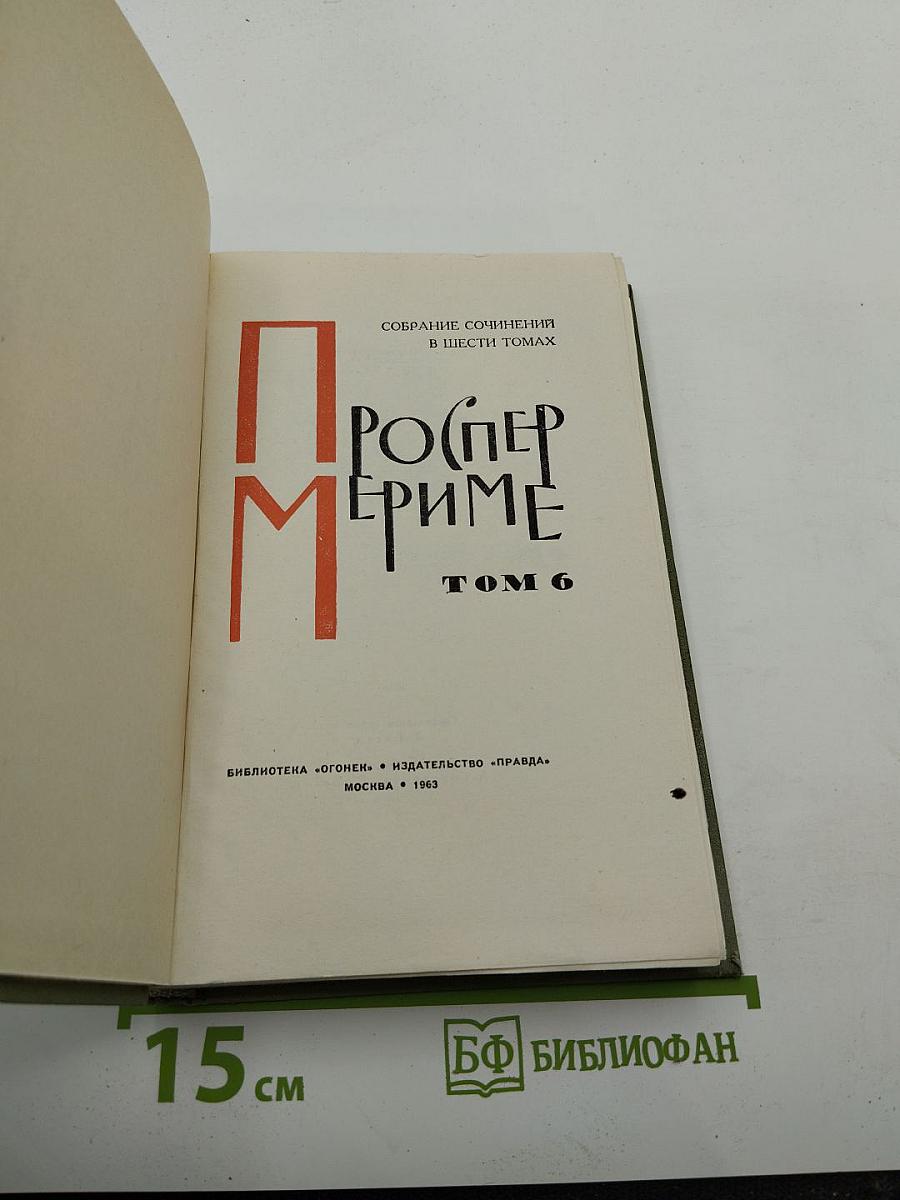 СОБРАНИЕ СОЧИНЕНИЙ
В ШЕСТИ ТОМАХ
ПРОСПЕР
МЕРИМЕ
ТОМ 6
БИБЛИОТЕКА «ОГОНЕК» • ИЗДАТЕЛЬСТВО «ПРАВДА»
МОСКВА • 1963
15 см
БФ БИБЛИОФАН